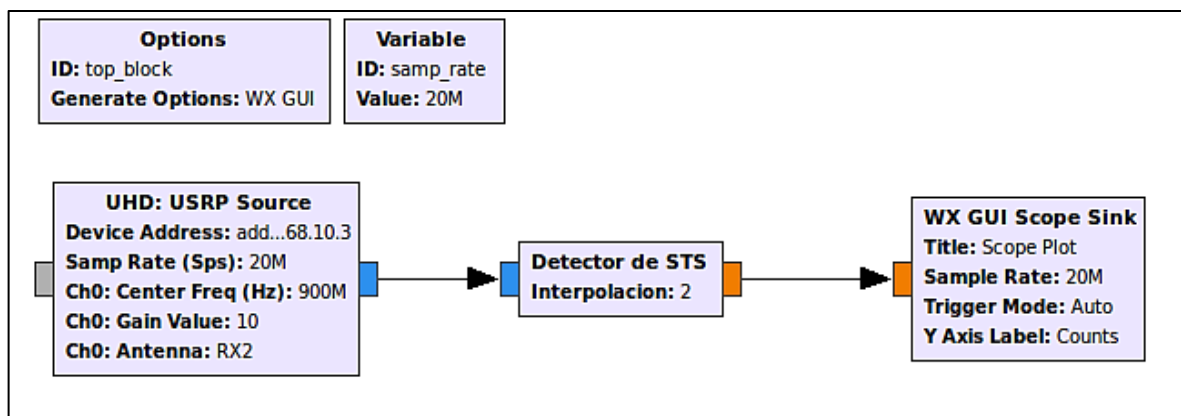 Options
ID: top_block
Generate Options: WX GUI
Variable
ID: samp_rate
Value: 20M
UHD: USRP Source
Device Address: add...68.10.3
Samp Rate (Sps): 20M
Ch0: Center Freq (Hz): 900M
Ch0: Gain Value: 10
Ch0: Antenna: RX2
Detector de STS
Interpolacion: 2
WX GUI Scope Sink
Title: Scope Plot
Sample Rate: 20M
Trigger Mode: Auto
Y Axis Label: Counts